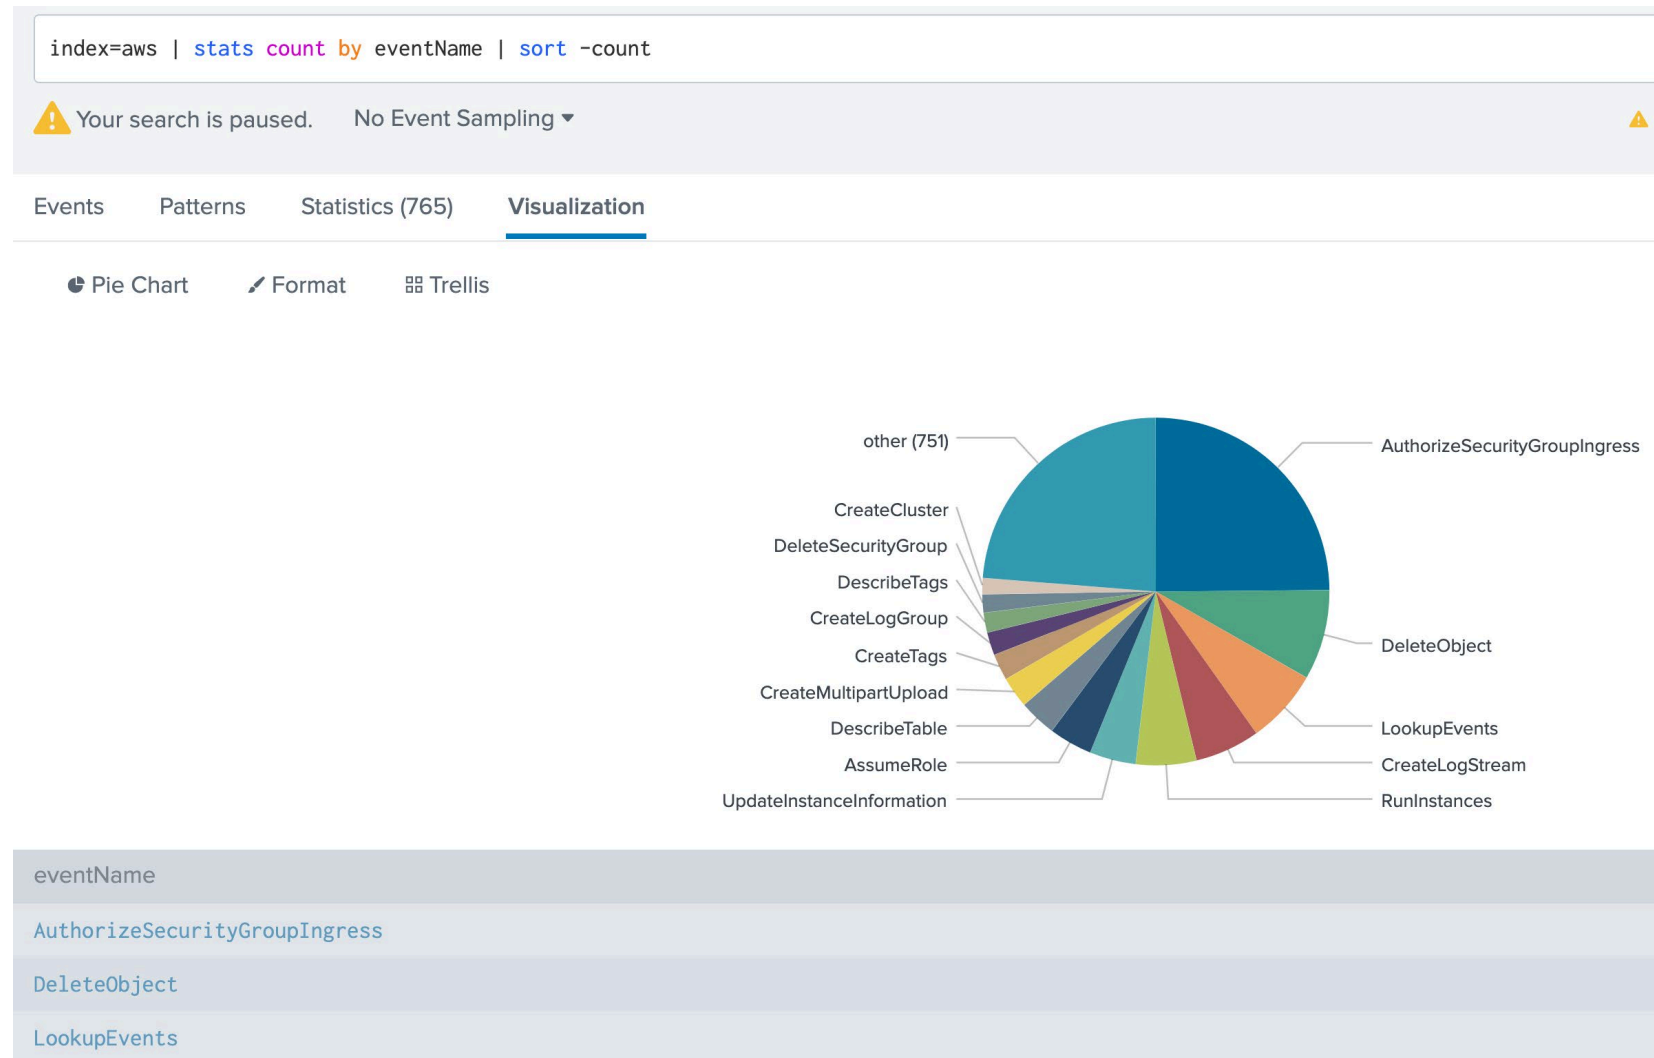 index=aws | stats count by eventName | sort -count
Your search is paused. No Event Sampling
Events Patterns Statistics (765) Visualization
Pie Chart Format Trellis
other (751)
AuthorizeSecurityGroupIngress
CreateCluster
DeleteSecurityGroup
DescribeTags
CreateLogGroup
DeleteObject
CreateTags
CreateMultipartUpload
DescribeTable
LookupEvents
AssumeRole
CreateLogStream
UpdateInstanceInformation
RunInstances
eventName
AuthorizeSecurityGroupIngress
DeleteObject
LookupEvents